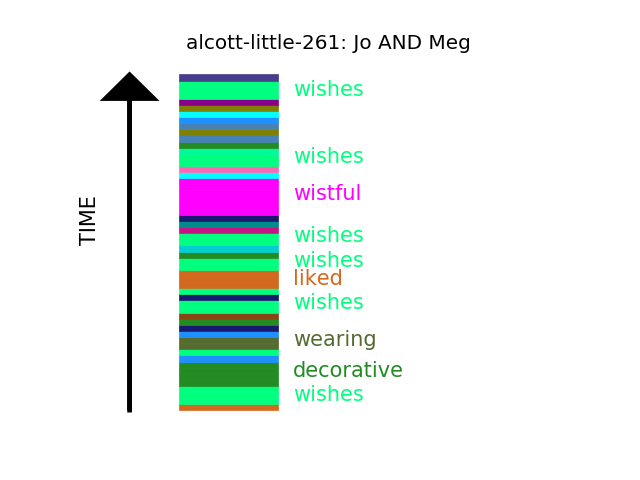 alcott-little-261: Jo AND Meg
wishes
wishes
wistful
wishes
wishes
liked
wishes
wearing
decorative
wishes
TIME